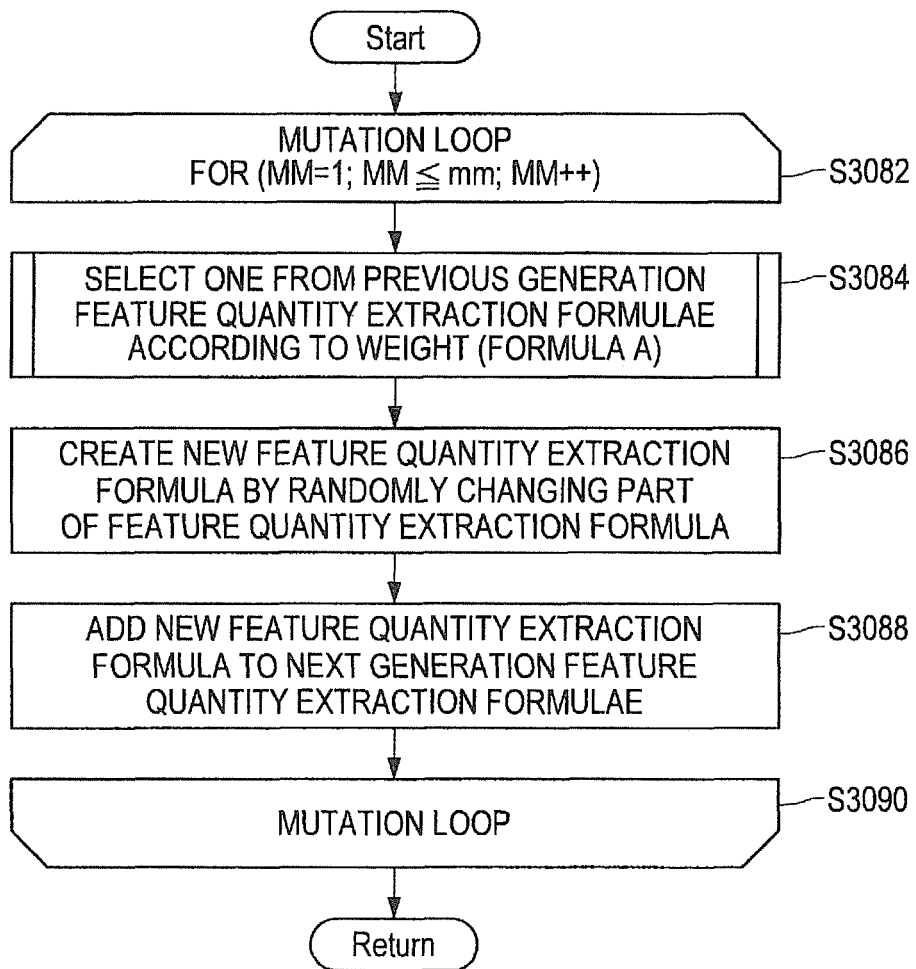 Start
MUTATION LOOP
FOR (MM=1; MM ≦ mm; MM++)
S3082
SELECT ONE FROM PREVIOUS GENERATION
FEATURE QUANTITY EXTRACTION FORMULAE
ACCORDING TO WEIGHT (FORMULA A)
S3084
CREATE NEW FEATURE QUANTITY EXTRACTION
FORMULA BY RANDOMLY CHANGING PART
OF FEATURE QUANTITY EXTRACTION FORMULA
S3086
ADD NEW FEATURE QUANTITY EXTRACTION
FORMULA TO NEXT GENERATION FEATURE
QUANTITY EXTRACTION FORMULAE
S3088
MUTATION LOOP
S3090
Return